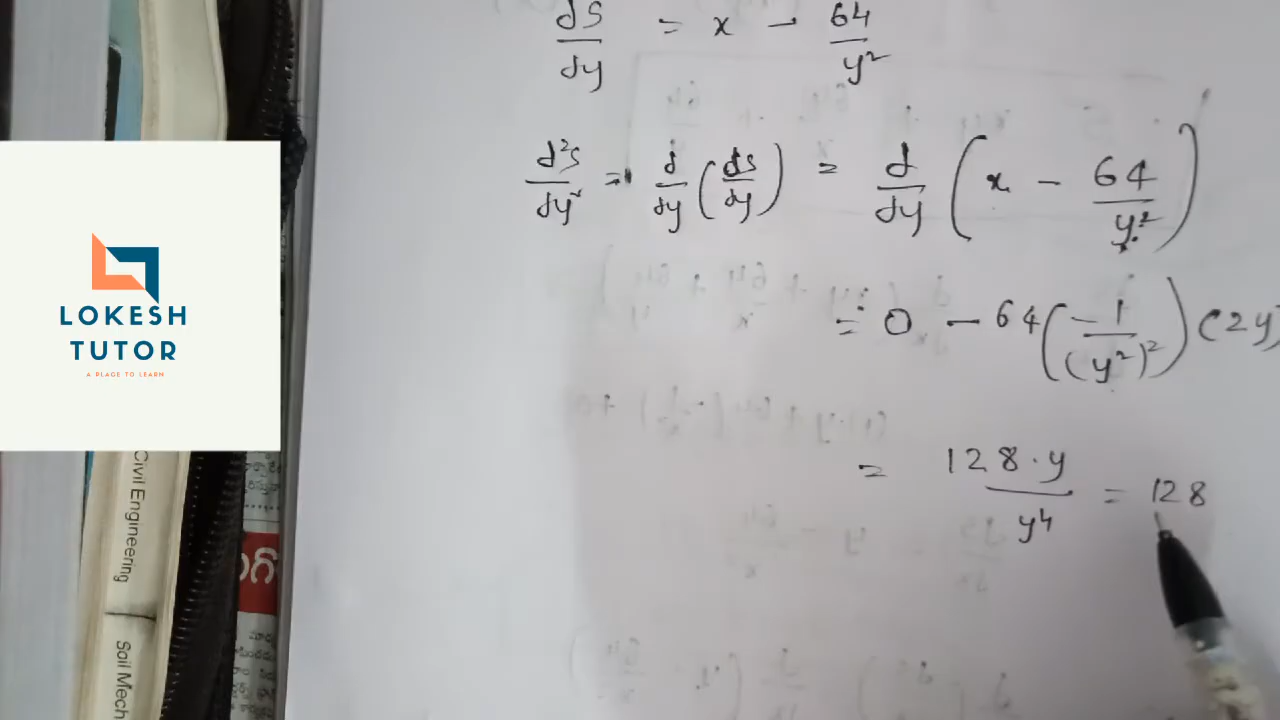 dS/dy = x - 64/y²
d²s/dy² = d/dy (ds/dy) = d/dy (x - 64/y²)
= 0 - 64 (-1/(y²)²) (2y)
= 128·y/y⁴ = 128
LOKESH
TUTOR
A PLACE TO LEARN
Civil Engineering
Soil Mech